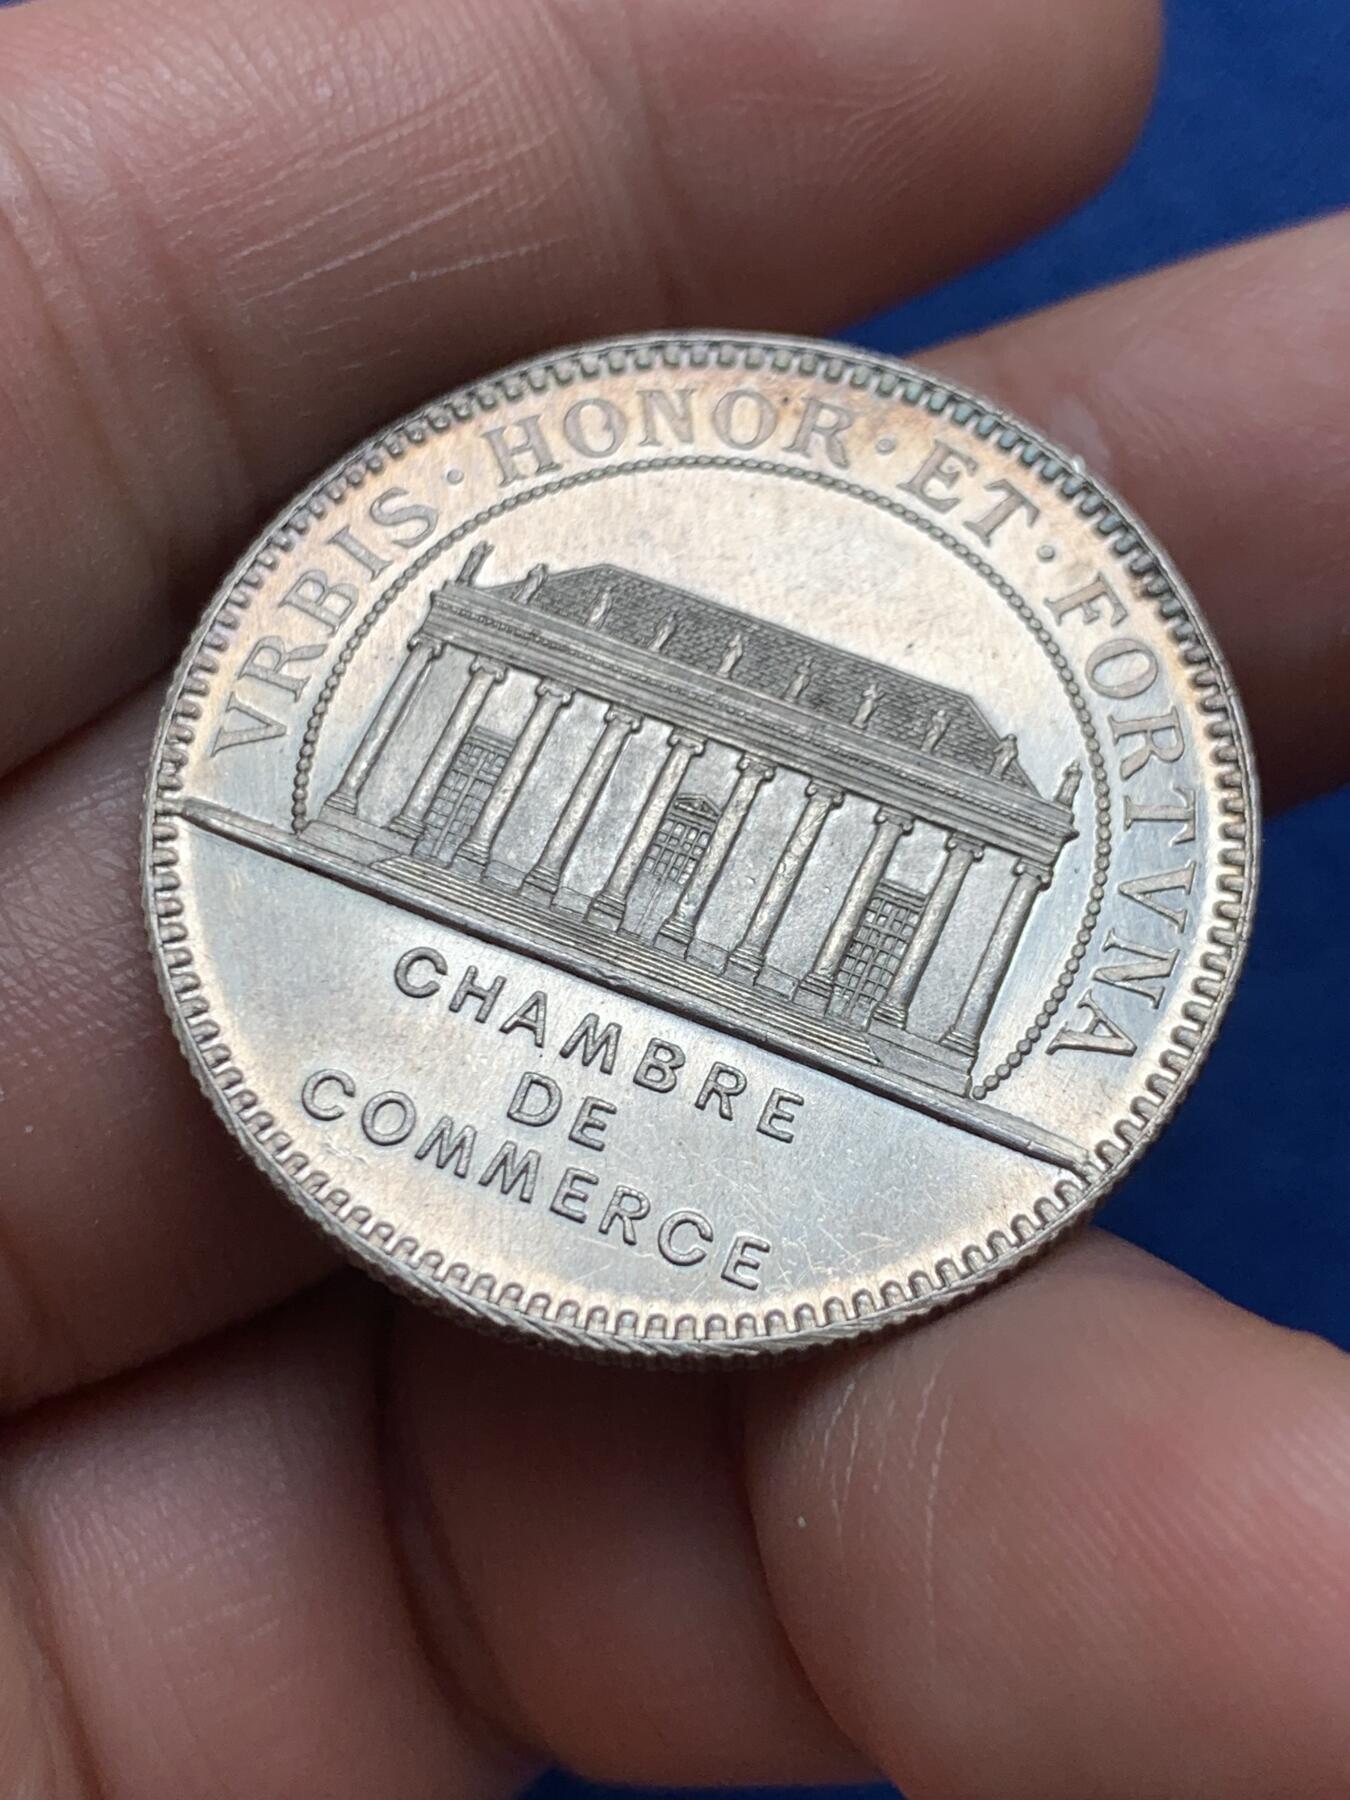 VRBIS · HONOR · ET · FORTVNA
CHAMBRE
DE
COMMERCE